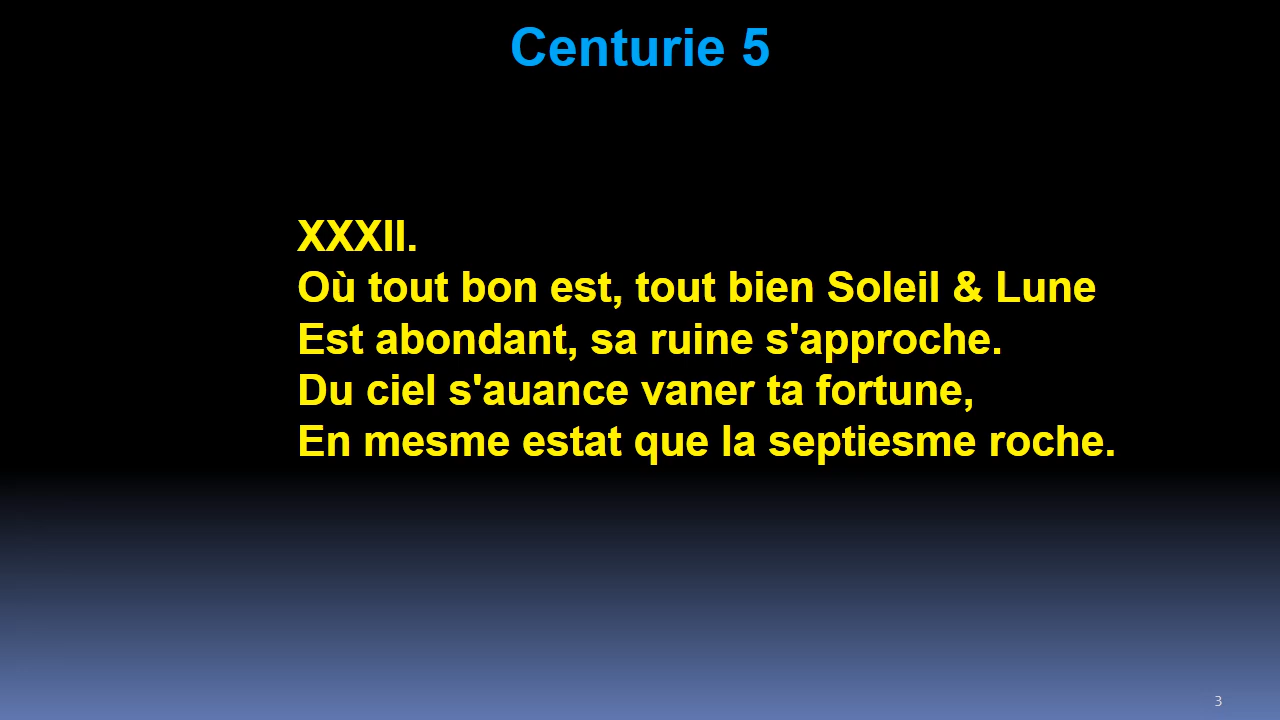 Centurie 5
XXXII.
Où tout bon est, tout bien Soleil & Lune
Est abondant, sa ruine s'approche.
Du ciel s'auance vaner ta fortune,
En mesme estat que la septiesme roche.
3